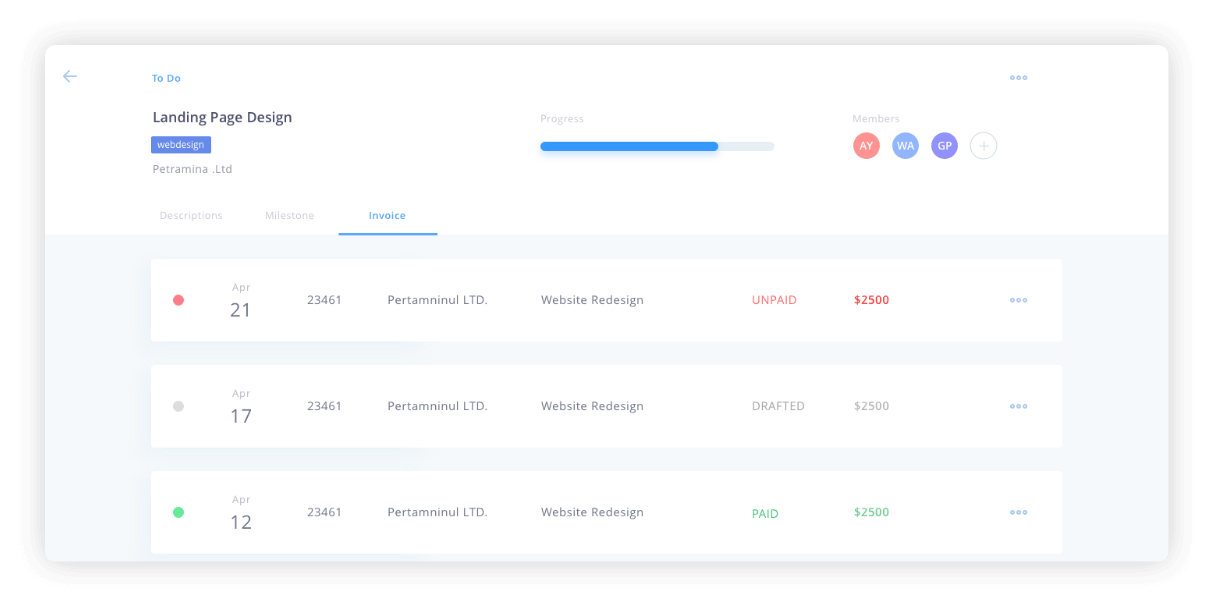 To Do
Landing Page Design
webdesign
Petramina .Ltd
Progress
Members
AY WA GP
Descriptions Milestone Invoice
Apr
21 23461 Pertamninul LTD. Website Redesign UNPAID $2500
Apr
17 23461 Pertamninul LTD. Website Redesign DRAFTED $2500
Apr
12 23461 Pertamninul LTD. Website Redesign PAID $2500